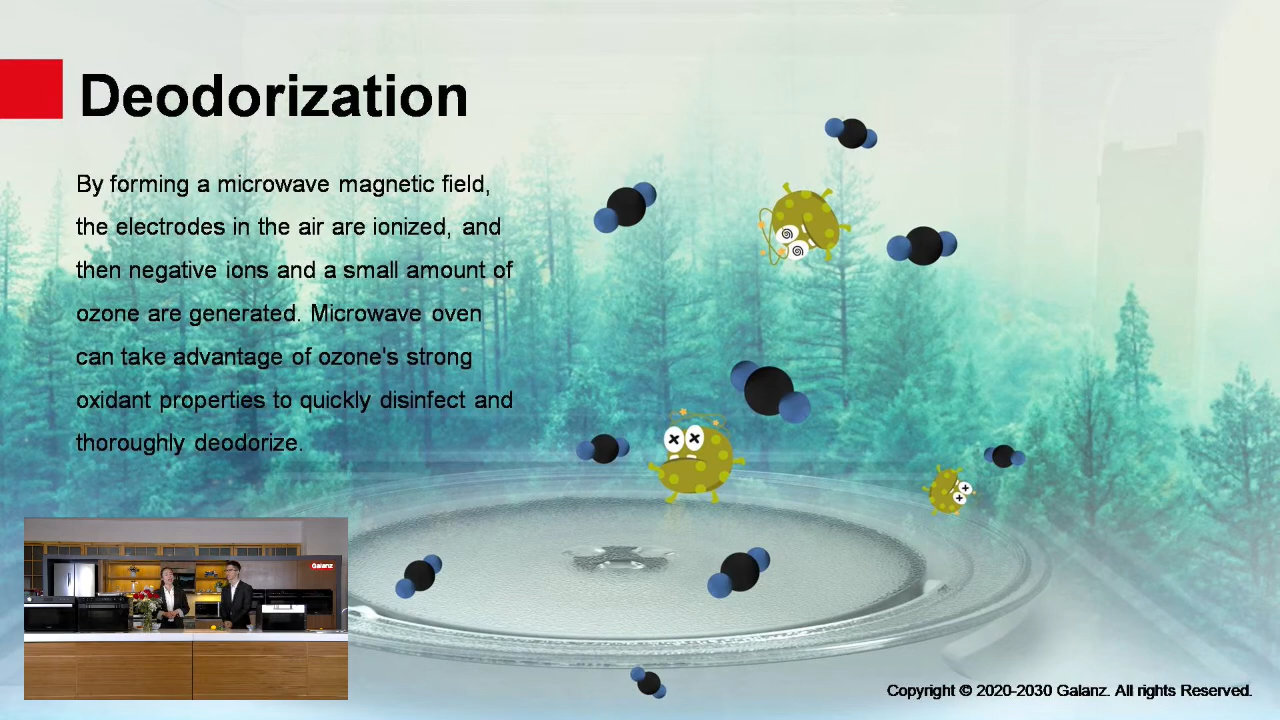 Deodorization
By forming a microwave magnetic field,
the electrodes in the air are ionized, and
then negative ions and a small amount of
ozone are generated. Microwave oven
can take advantage of ozone's strong
oxidant properties to quickly disinfect and
thoroughly deodorize.
Galanz
Copyright © 2020-2030 Galanz. All rights Reserved.